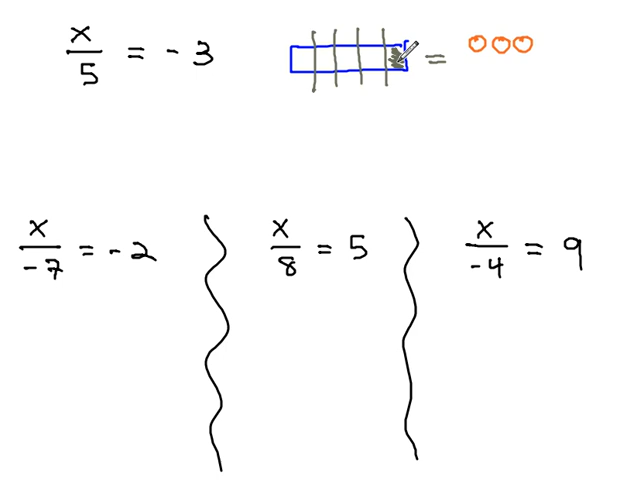 x/5 = -3 =
x/-7 = -2
x/8 = 5
x/-4 = 9